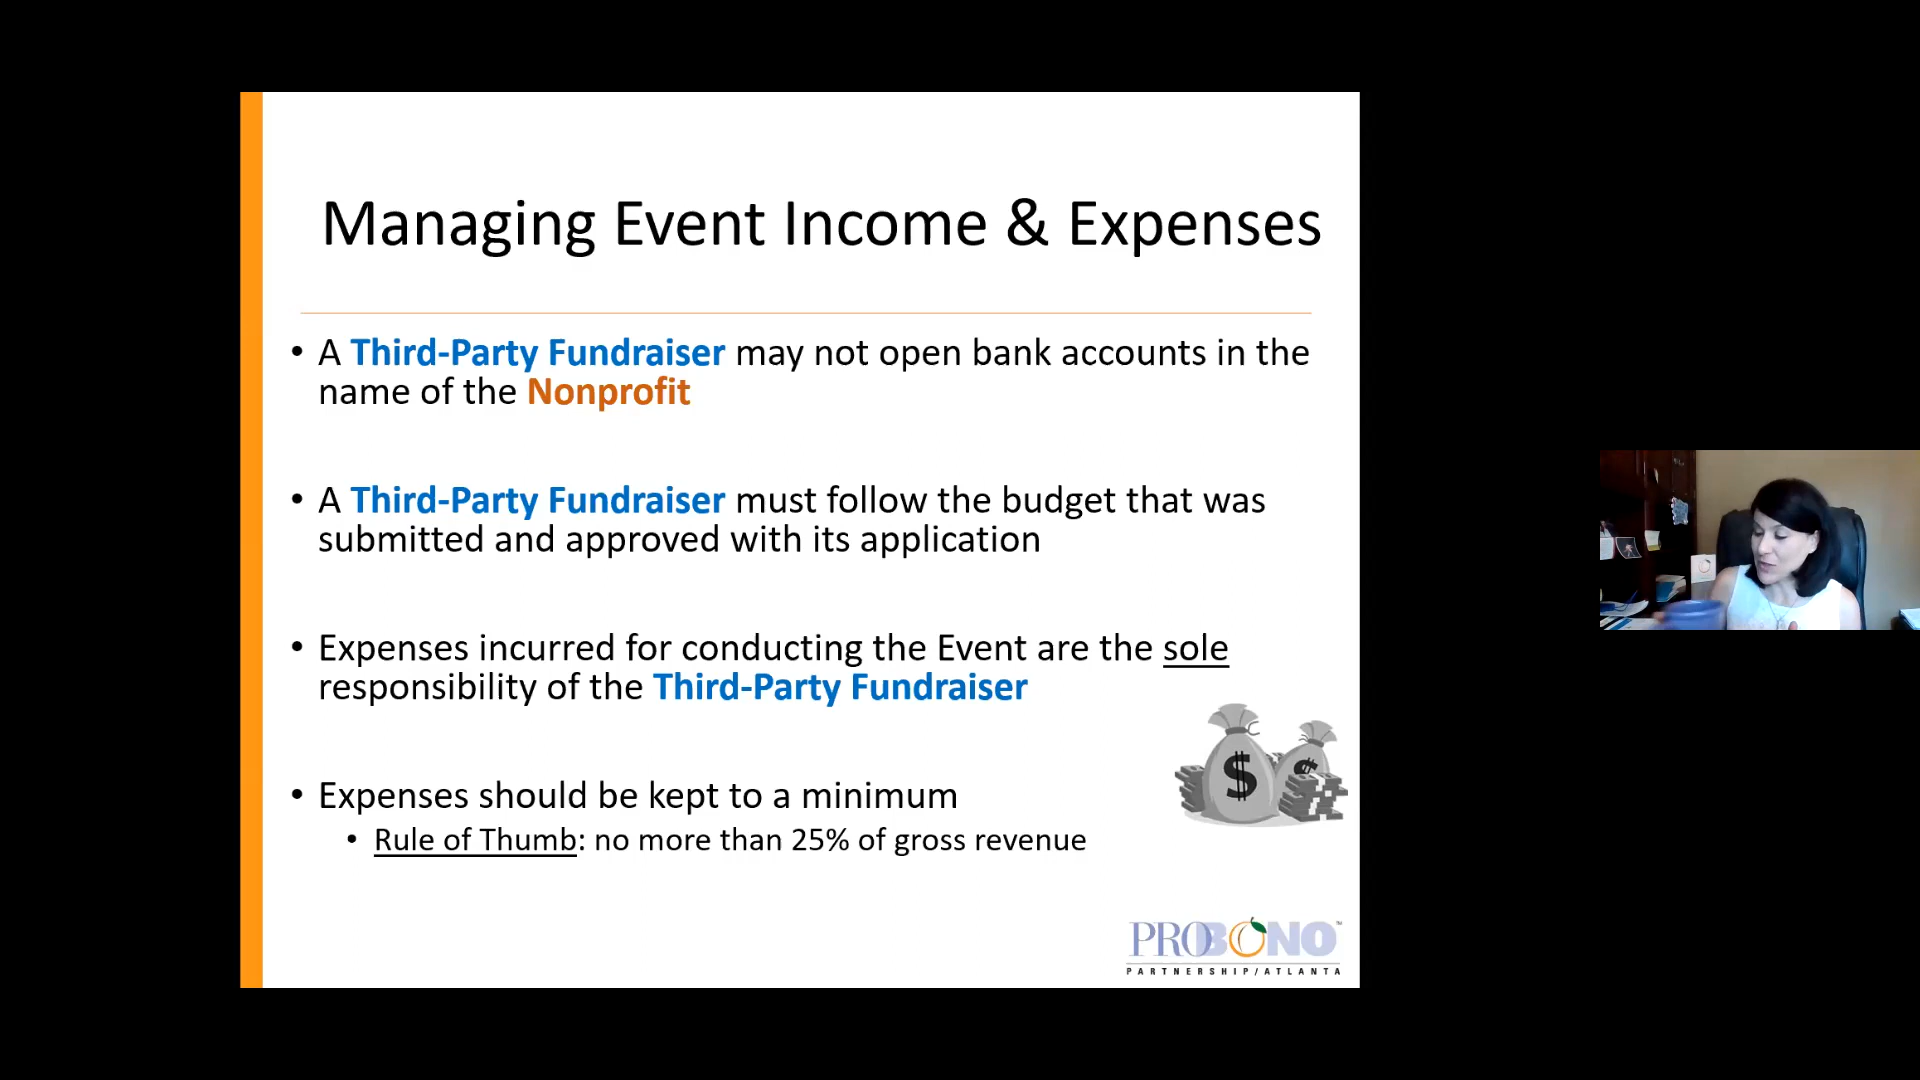 Managing Event Income & Expenses
• A Third-Party Fundraiser may not open bank accounts in the
name of the Nonprofit
• A Third-Party Fundraiser must follow the budget that was
submitted and approved with its application
• Expenses incurred for conducting the Event are the sole
responsibility of the Third-Party Fundraiser
• Expenses should be kept to a minimum
• Rule of Thumb: no more than 25% of gross revenue
$ $
PROBONO™
PARTNERSHIP/ATLANTA